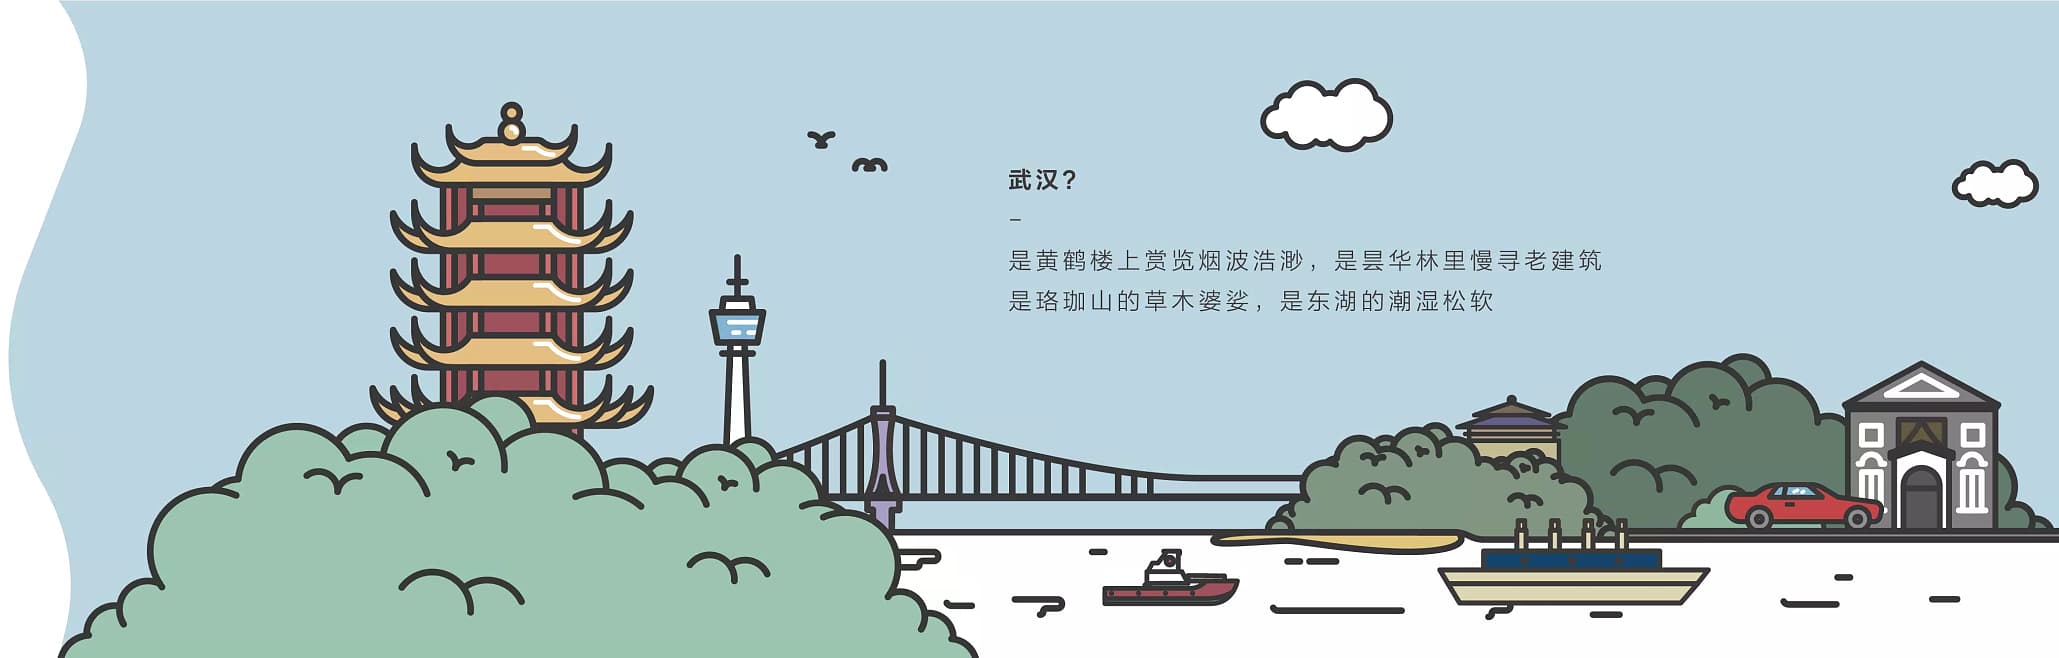 武汉？
–
是黄鹤楼上赏览烟波浩渺，是昙华林里慢寻老建筑
是珞珈山的草木婆娑，是东湖的潮湿松软